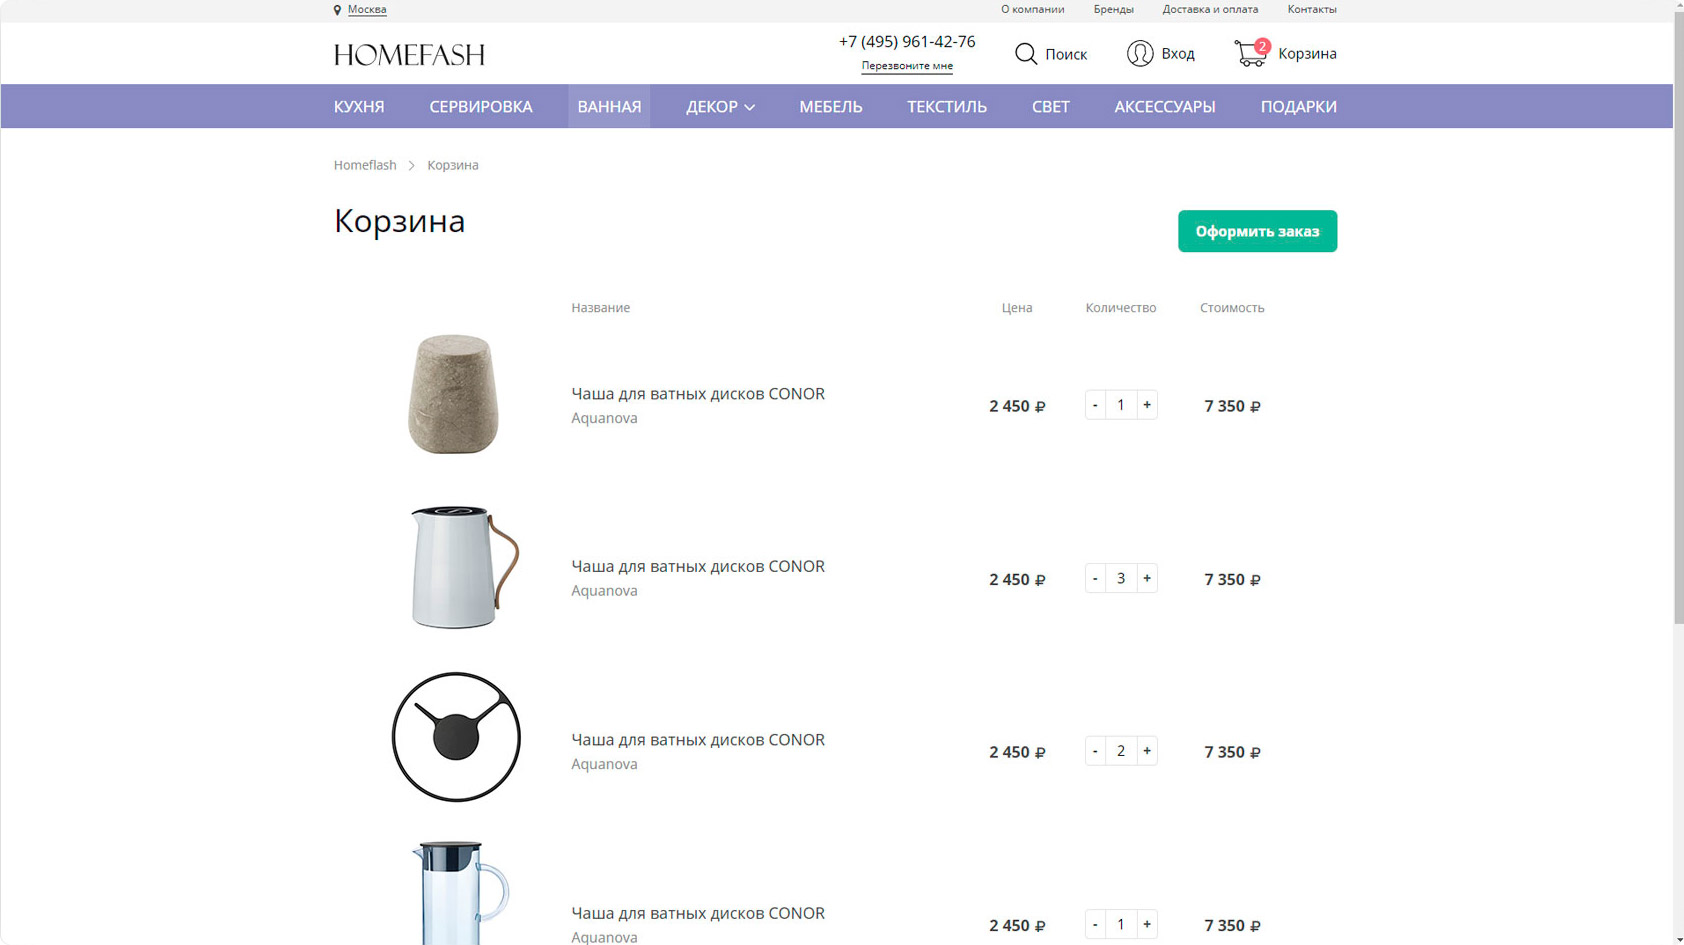 Москва
О компании Бренды Доставка и оплата Контакты
HOMEFASH
+7 (495) 961-42-76
Перезвоните мне
Поиск
Вход
2
Корзина
КУХНЯ СЕРВИРОВКА ВАННАЯ ДЕКОР МЕБЕЛЬ ТЕКСТИЛЬ СВЕТ АКСЕССУАРЫ ПОДАРКИ
Homeflash > Корзина
Корзина
Оформить заказ
Название Цена Количество Стоимость
Чаша для ватных дисков CONOR
Aquanova
2 450 ₽ - 1 + 7 350 ₽
Чаша для ватных дисков CONOR
Aquanova
2 450 ₽ - 3 + 7 350 ₽
Чаша для ватных дисков CONOR
Aquanova
2 450 ₽ - 2 + 7 350 ₽
Чаша для ватных дисков CONOR
Aquanova
2 450 ₽ - 1 + 7 350 ₽